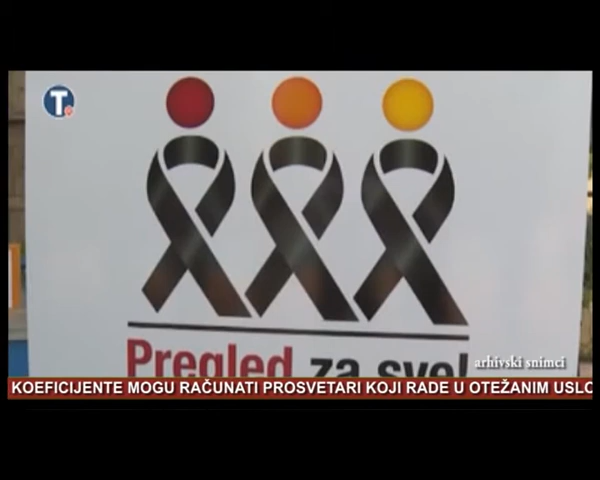 T
Pregled za sve!
arhivski snimci
KOEFICIJENTE MOGU RAČUNATI PROSVETARI KOJI RADE U OTEŽANIM USLO